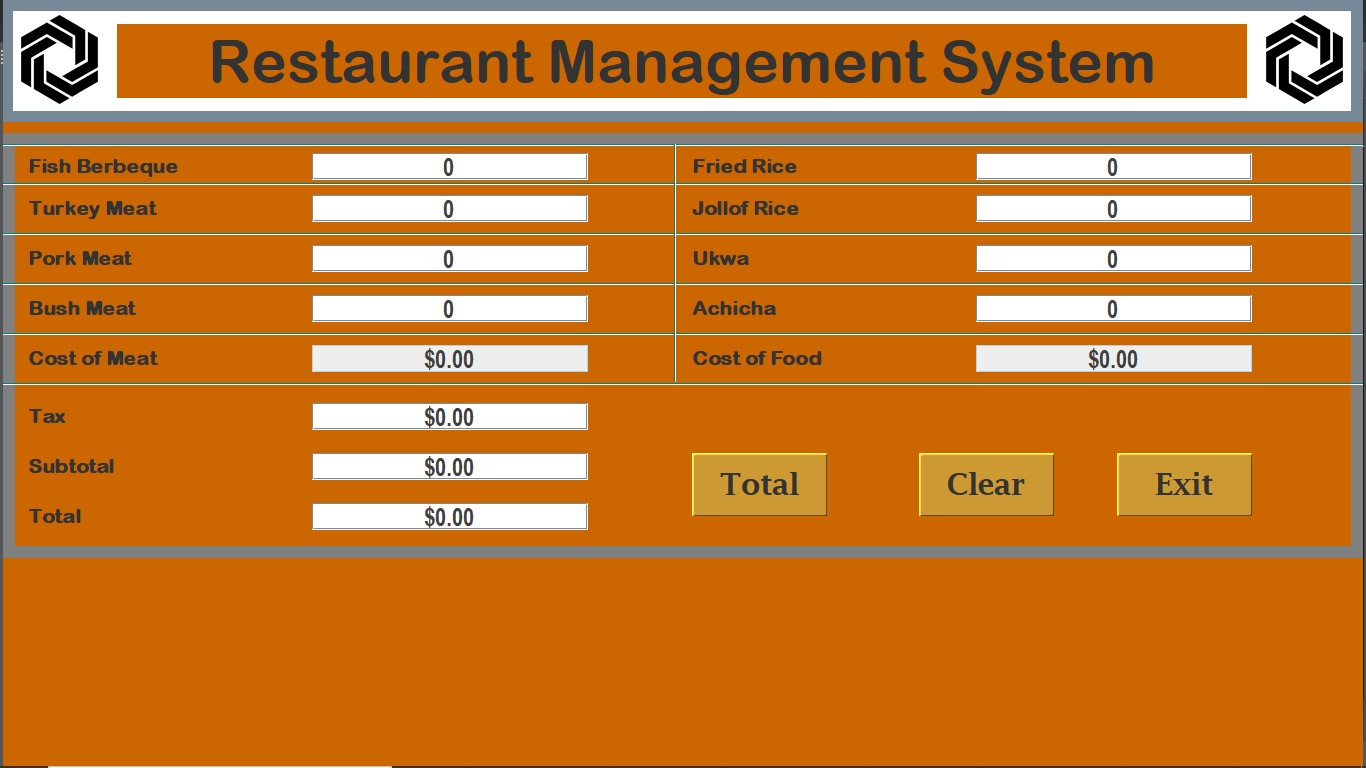 Restaurant Management System
Fish Berbeque 0 Fried Rice 0
Turkey Meat 0 Jollof Rice 0
Pork Meat 0 Ukwa 0
Bush Meat 0 Achicha 0
Cost of Meat $0.00 Cost of Food $0.00
Tax $0.00
Subtotal $0.00 Total Clear Exit
Total $0.00